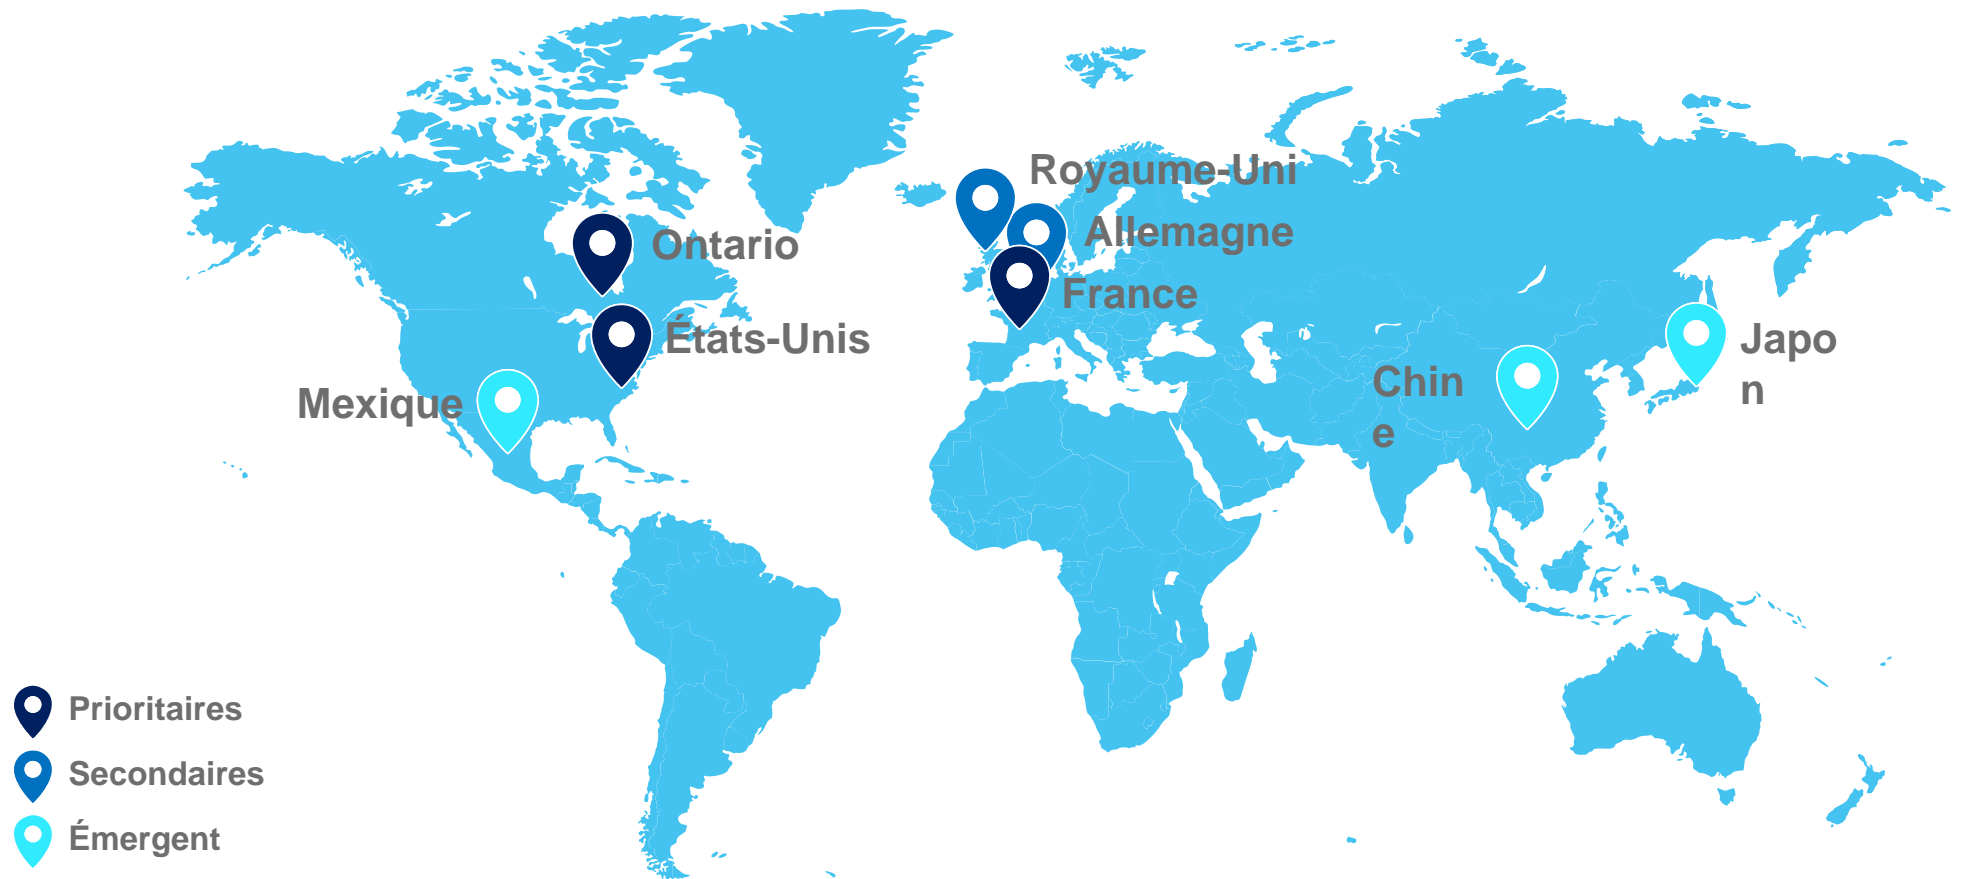 Royaume-Uni
Allemagne
Ontario
France
États-Unis
Japo
n
Chin
e
Mexique
Prioritaires
Secondaires
Émergent